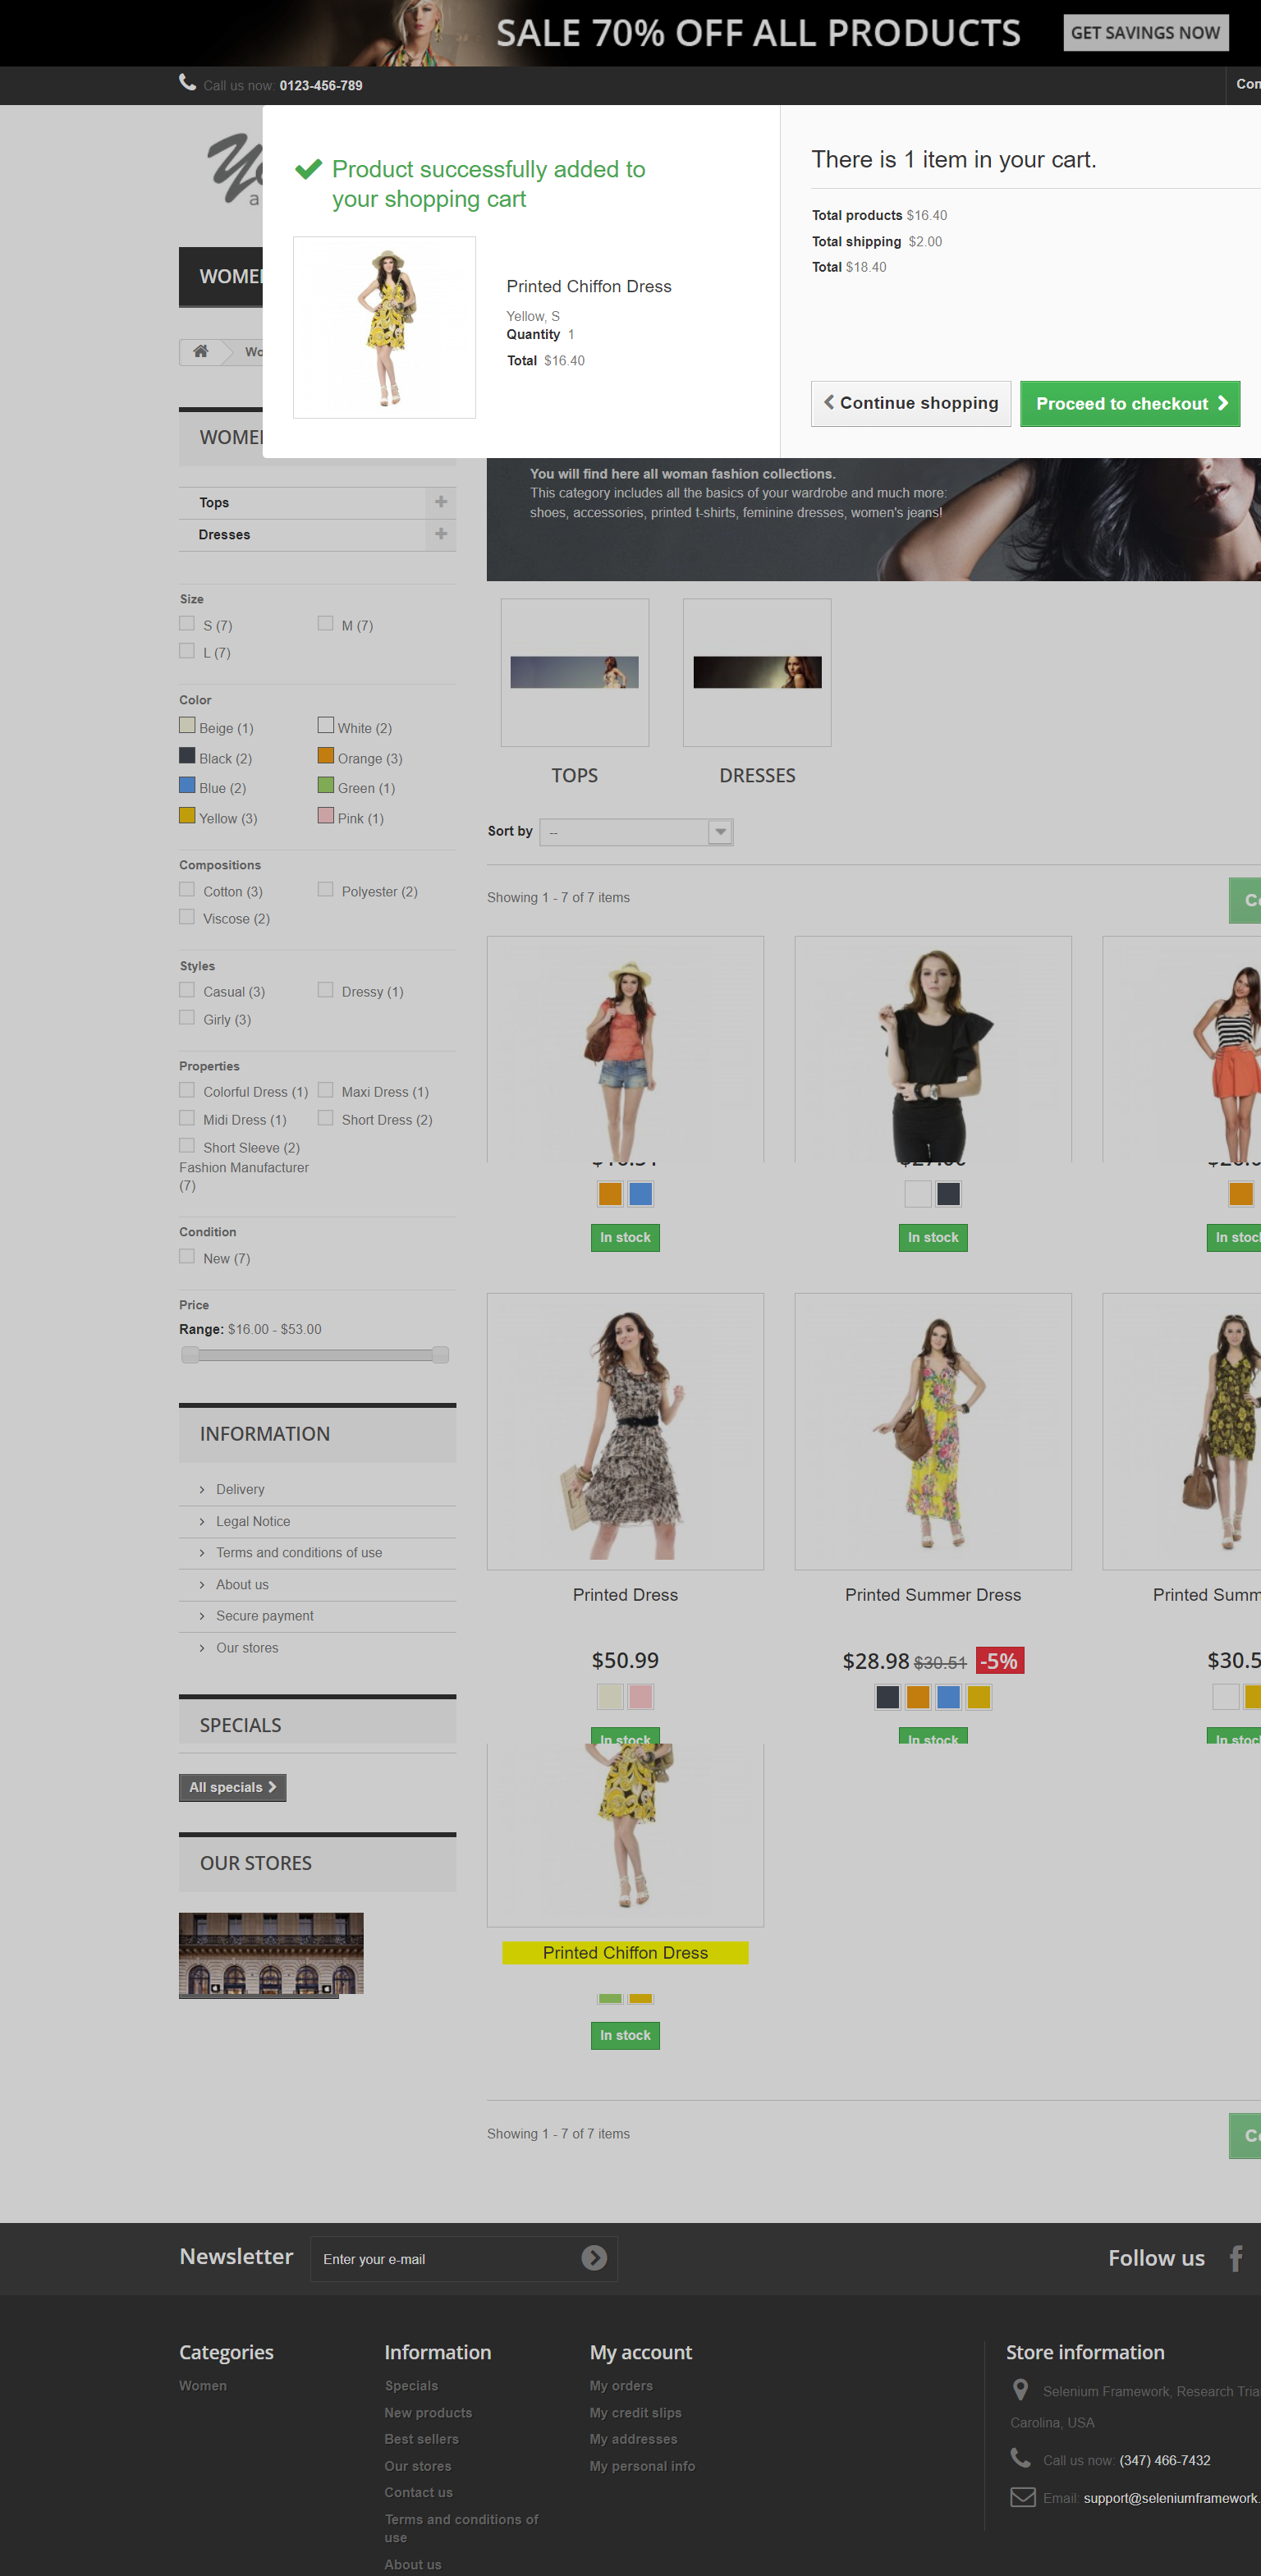 SALE 70% OFF ALL PRODUCTS
GET SAVINGS NOW
Call us now: 0123-456-789
Product successfully added to
your shopping cart
Printed Chiffon Dress
Yellow, S
Quantity 1
Total $16.40
There is 1 item in your cart.
Total products $16.40
Total shipping $2.00
Total $18.40
Continue shopping
Proceed to checkout
You will find here all woman fashion collections.
This category includes all the basics of your wardrobe and much more:
shoes, accessories, printed t-shirts, feminine dresses, women's jeans!
Tops
Dresses
Size
S (7)
M (7)
L (7)
Color
Beige (1)
White (2)
Black (2)
Orange (3)
Blue (2)
Green (1)
Yellow (3)
Pink (1)
Compositions
Cotton (3)
Polyester (2)
Viscose (2)
Styles
Casual (3)
Dressy (1)
Girly (3)
Properties
Colorful Dress (1)
Maxi Dress (1)
Midi Dress (1)
Short Dress (2)
Short Sleeve (2)
Fashion Manufacturer
(7)
Condition
New (7)
Price
Range: $16.00 - $53.00
INFORMATION
Delivery
Legal Notice
Terms and conditions of use
About us
Secure payment
Our stores
SPECIALS
All specials
OUR STORES
TOPS
DRESSES
Sort by --
Showing 1 - 7 of 7 items
In stock
In stock
In stoc
Printed Dress
Printed Summer Dress
Printed Summ
$50.99
$28.98 $30.51 -5%
$30.5
In stock
In stock
In stoc
Printed Chiffon Dress
In stock
Showing 1 - 7 of 7 items
Newsletter
Enter your e-mail
Follow us
Categories
Women
Information
Specials
New products
Best sellers
Our stores
Contact us
Terms and conditions of
use
About us
My account
My orders
My credit slips
My addresses
My personal info
Store information
Selenium Framework, Research Tria
Carolina, USA
Call us now: (347) 466-7432
Email: support@seleniumframework.